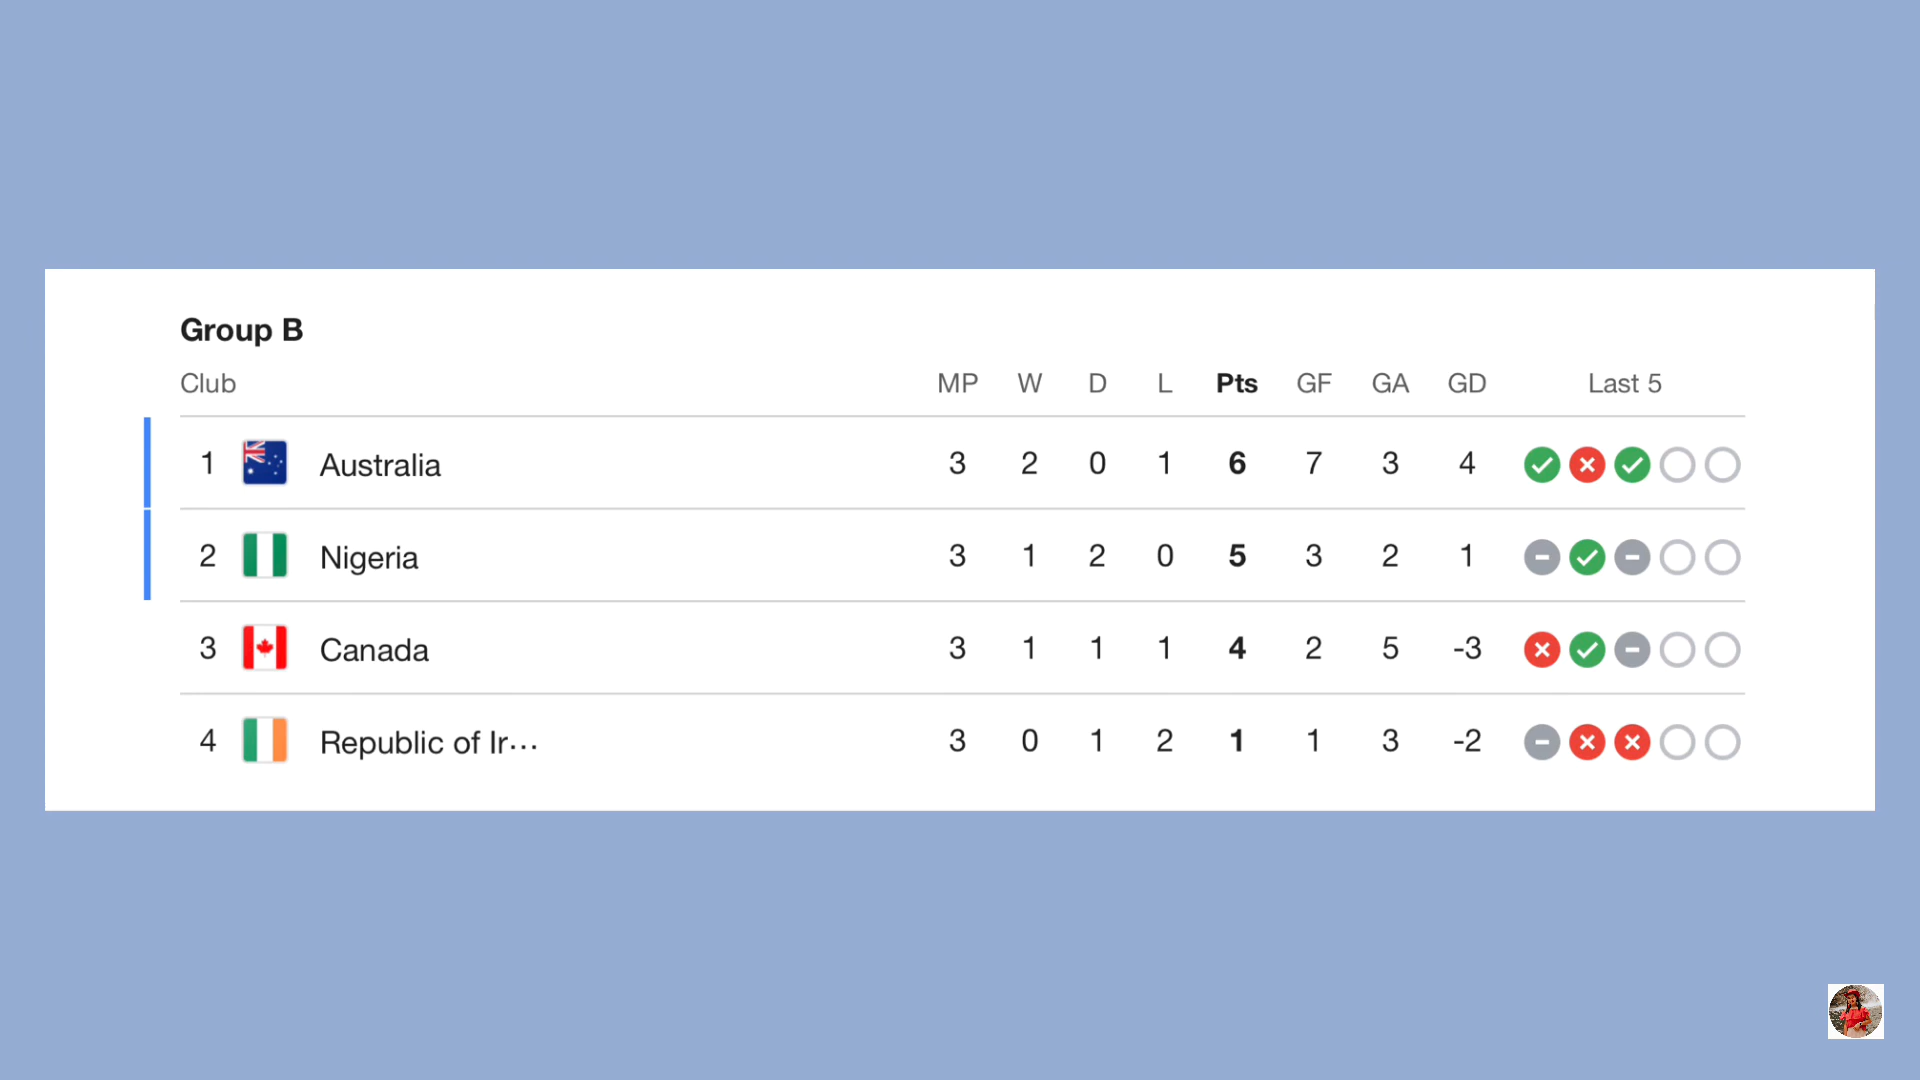 Group B
Club MP W D L Pts GF GA GD Last 5
1 Australia 3 2 0 1 6 7 3 4
2 Nigeria 3 1 2 0 5 3 2 1
3 Canada 3 1 1 1 4 2 5 -3
4 Republic of Ir... 3 0 1 2 1 1 3 -2